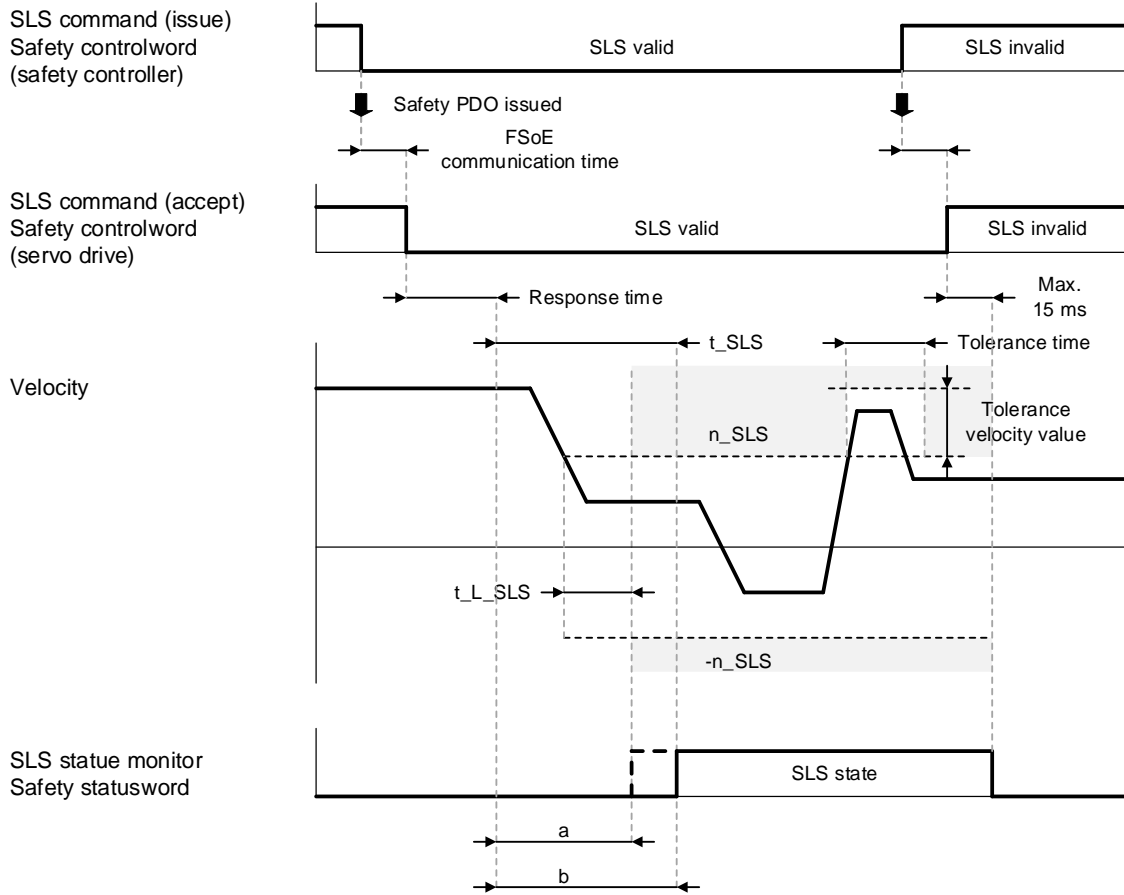 SLS command (issue)
Safety controlword
(safety controller)
SLS valid
SLS invalid
Safety PDO issued
FSoE
communication time
SLS command (accept)
Safety controlword
(servo drive)
SLS valid
SLS invalid
Response time
Max.
15 ms
t_SLS
Tolerance time
Velocity
n_SLS
Tolerance
velocity value
t_L_SLS
-n_SLS
SLS statue monitor
Safety statusword
SLS state
a
b